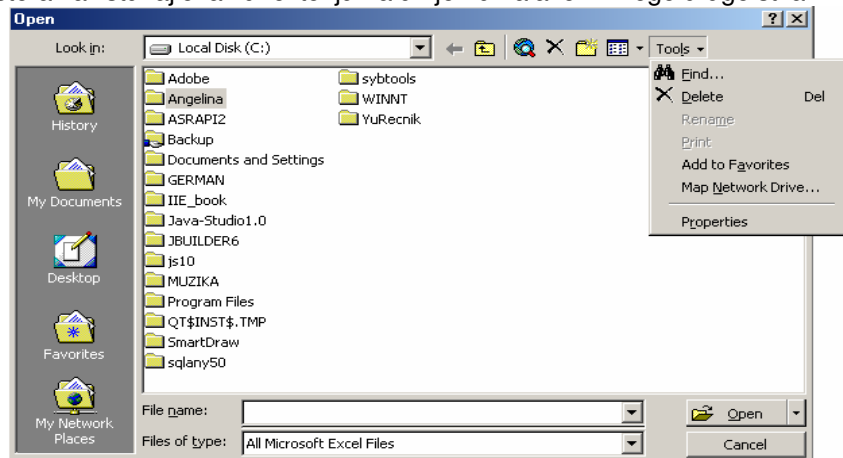 Open
Look in: Local Disk (C:) Tools
History
My Documents
Desktop
Favorites
My Network Places
Adobe
Angelina
ASRAPI2
Backup
Documents and Settings
GERMAN
IIE_book
Java-Studio1.0
JBUILDER6
js10
MUZIKA
Program Files
QT$INST$.TMP
SmartDraw
sqlany50
sybtools
WINNT
YuRecnik
Find...
Delete Del
Rename
Print
Add to Favorites
Map Network Drive...
Properties
File name: Open
Files of type: All Microsoft Excel Files Cancel